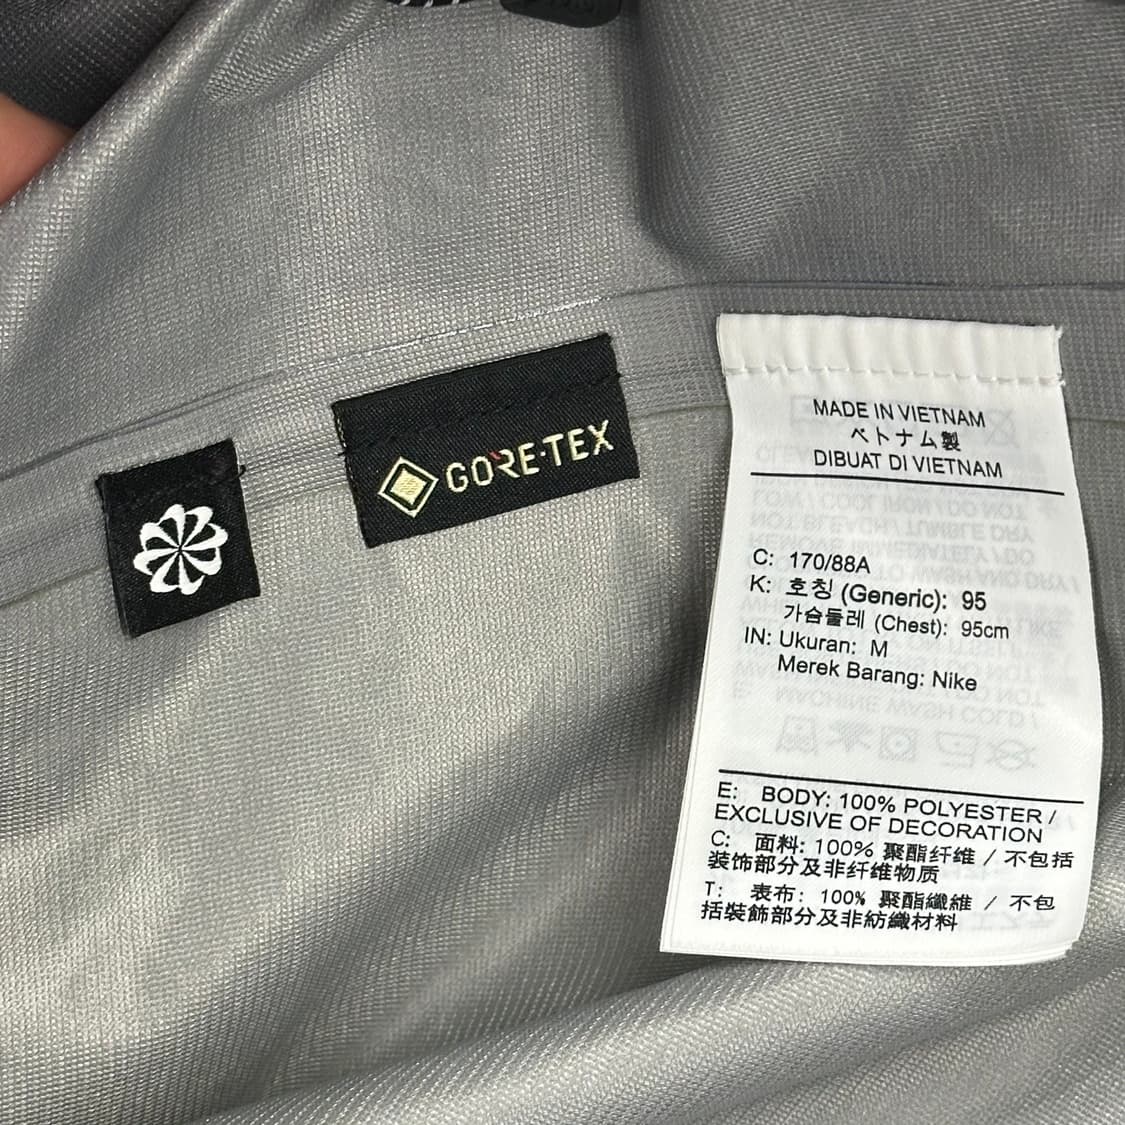 GORE-TEX
MADE IN VIETNAM
ベトナム製
DIBUAT DI VIETNAM
C: 170/88A
K: 호칭 (Generic): 95
가슴둘레 (Chest): 95cm
IN: Ukuran: M
Merek Barang: Nike
E: BODY: 100% POLYESTER /
EXCLUSIVE OF DECORATION
C: 面料: 100% 聚酯纤维 / 不包括
装饰部分及非纤维物质
T: 表布: 100% 聚酯纖維 / 不包
括裝飾部分及非紡織材料